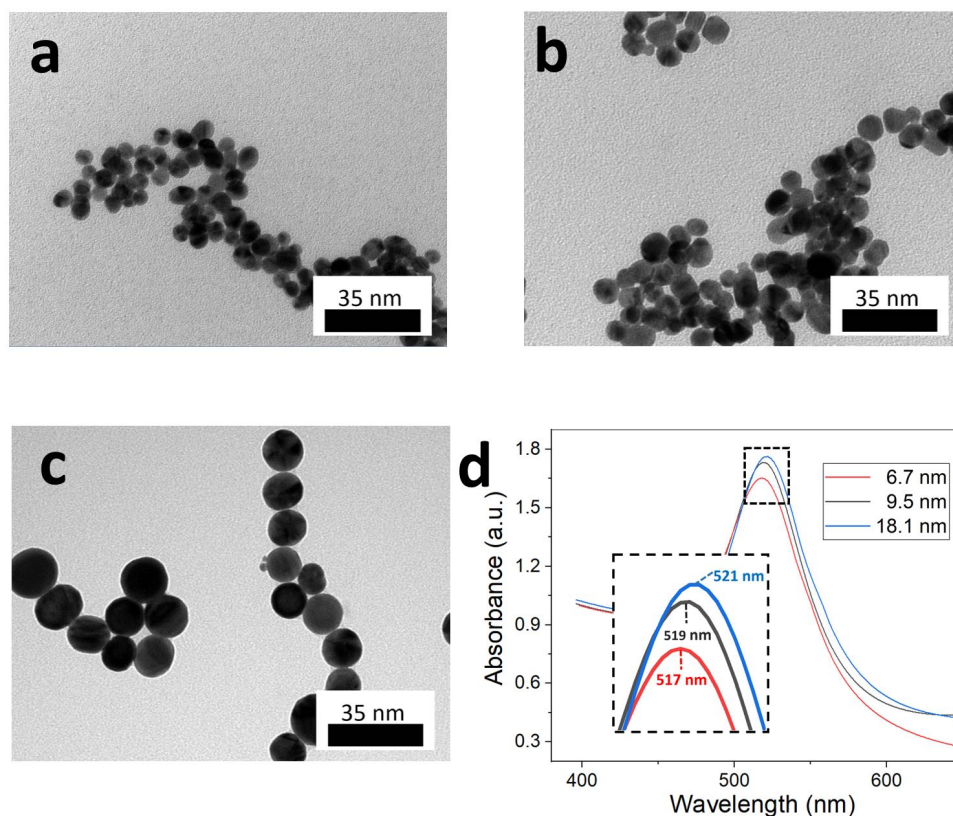 a
35 nm
b
35 nm
c
35 nm
d
1.8
1.5
1.2
0.9
0.6
0.3
Absorbance (a.u.)
6.7 nm
9.5 nm
18.1 nm
521 nm
519 nm
517 nm
400
500
600
Wavelength (nm)